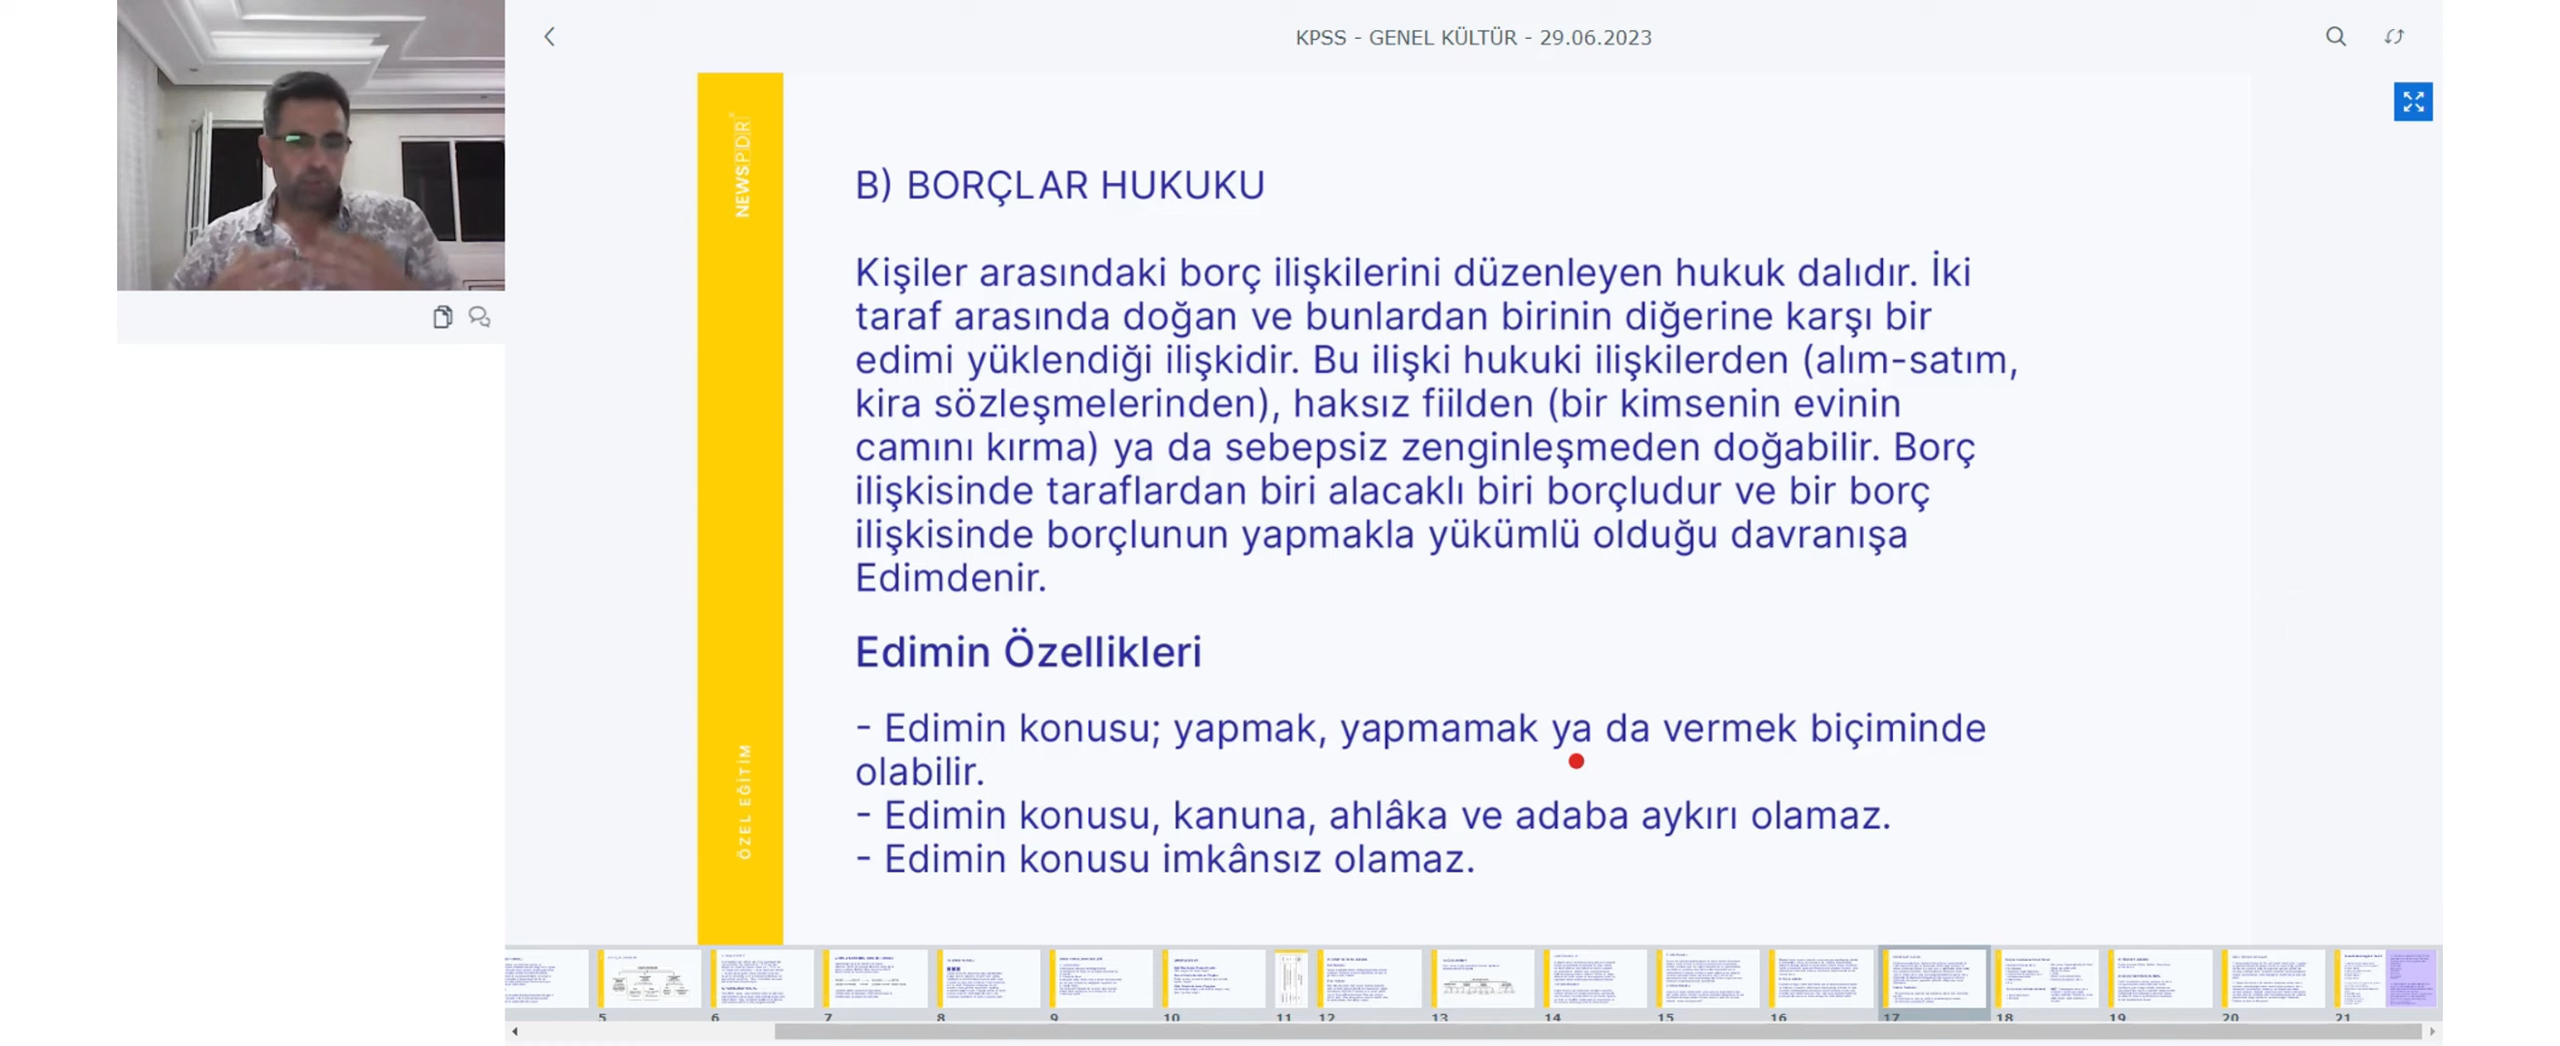 KPSS - GENEL KÜLTÜR - 29.06.2023
NEWSPDR
ÖZEL EĞİTİM
B) BORÇLAR HUKUKU
Kişiler arasındaki borç ilişkilerini düzenleyen hukuk dalıdır. İki
taraf arasında doğan ve bunlardan birinin diğerine karşı bir
edimi yüklendiği ilişkidir. Bu ilişki hukuki ilişkilerden (alım-satım,
kira sözleşmelerinden), haksız fiilden (bir kimsenin evinin
camını kırma) ya da sebepsiz zenginleşmeden doğabilir. Borç
ilişkisinde taraflardan biri alacaklı biri borçludur ve bir borç
ilişkisinde borçlunun yapmakla yükümlü olduğu davranışa
Edimdenir.
Edimin Özellikleri
- Edimin konusu; yapmak, yapmamak ya da vermek biçiminde
olabilir.
- Edimin konusu, kanuna, ahlâka ve adaba aykırı olamaz.
- Edimin konusu imkânsız olamaz.
5 6 7 8 9 10 11 12 13 14 15 16 17 18 19 20 21